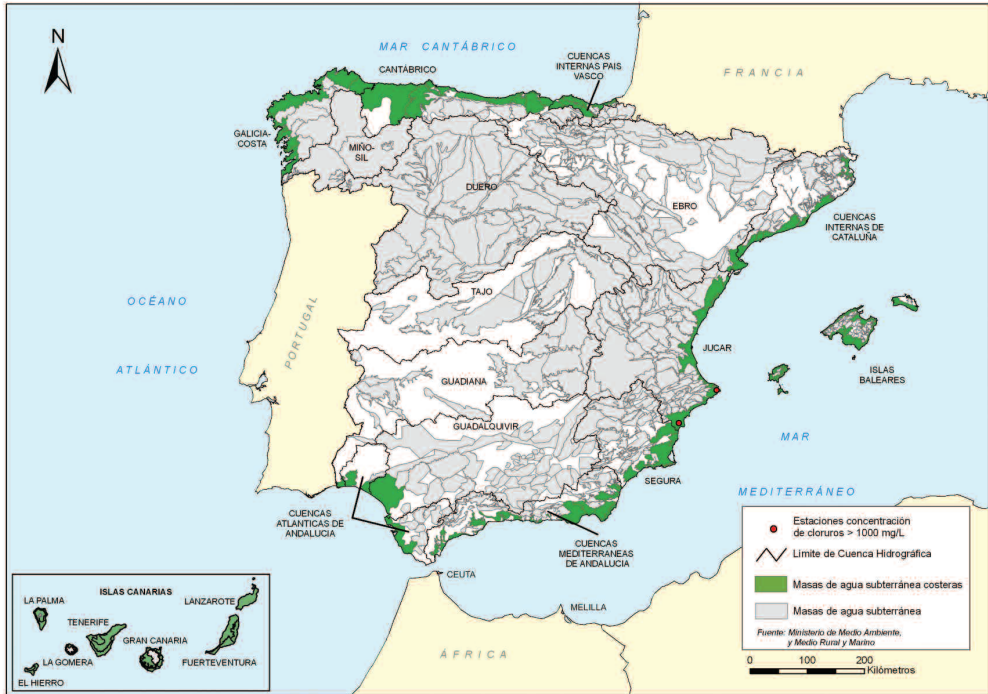 N
MAR CANTÁBRICO
CANTÁBRICO
CUENCAS
INTERNAS PAIS
VASCO
FRANCIA
GALICIA-
COSTA
MIÑO-
SIL
DUERO
EBRO
CUENCAS
INTERNAS DE
CATALUÑA
OCÉANO
ATLÁNTICO
PORTUGAL
TAJO
JUCAR
ISLAS
BALEARES
GUADIANA
GUADALQUIVIR
MAR
MEDITERRÁNEO
SEGURA
CUENCAS
ATLANTICAS DE
ANDALUCIA
CUENCAS
MEDITERRANEAS
DE ANDALUCIA
CEUTA
MELILLA
ÁFRICA
ISLAS CANARIAS
LA PALMA
LANZAROTE
TENERIFE
GRAN CANARIA
LA GOMERA
FUERTEVENTURA
EL HIERRO
Estaciones concentración
de cloruros > 1000 mg/L
Límite de Cuenca Hidrográfica
Masas de agua subterránea costeras
Masas de agua subterránea
Fuente: Ministerio de Medio Ambiente,
y Medio Rural y Marino
0 100 200
Kilómetros